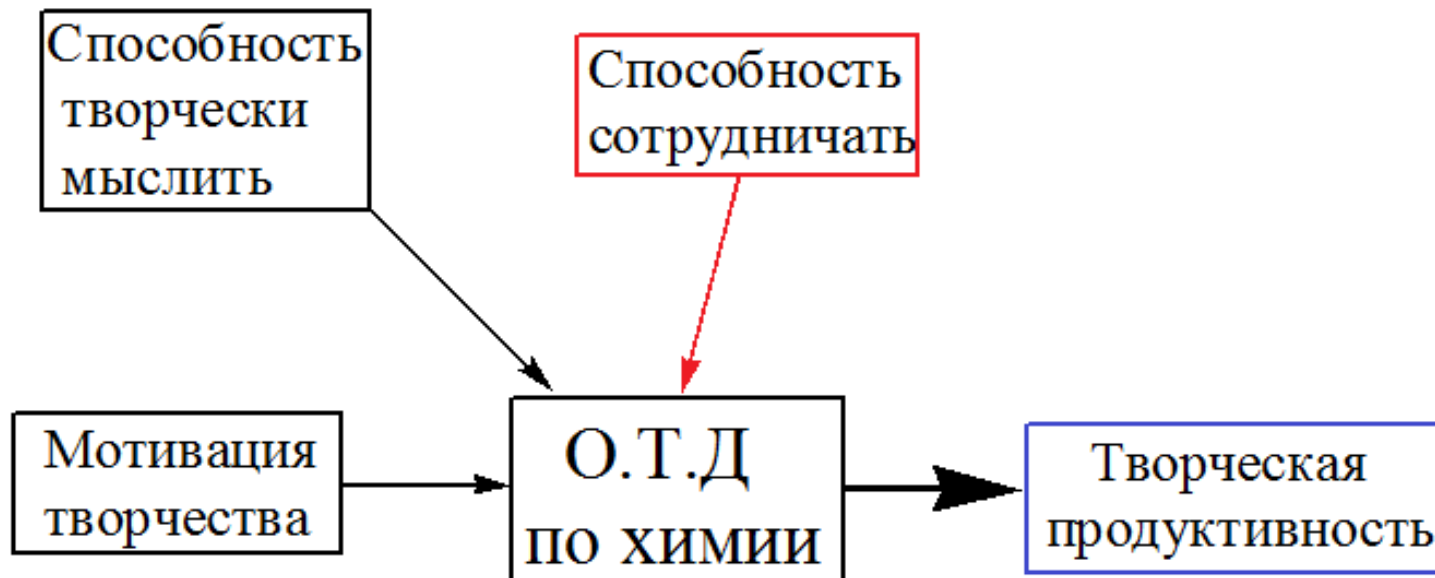 Способность
творчески
мыслить
Способность
сотрудничать
Мотивация
творчества
О.Т.Д
по химии
Творческая
продуктивность